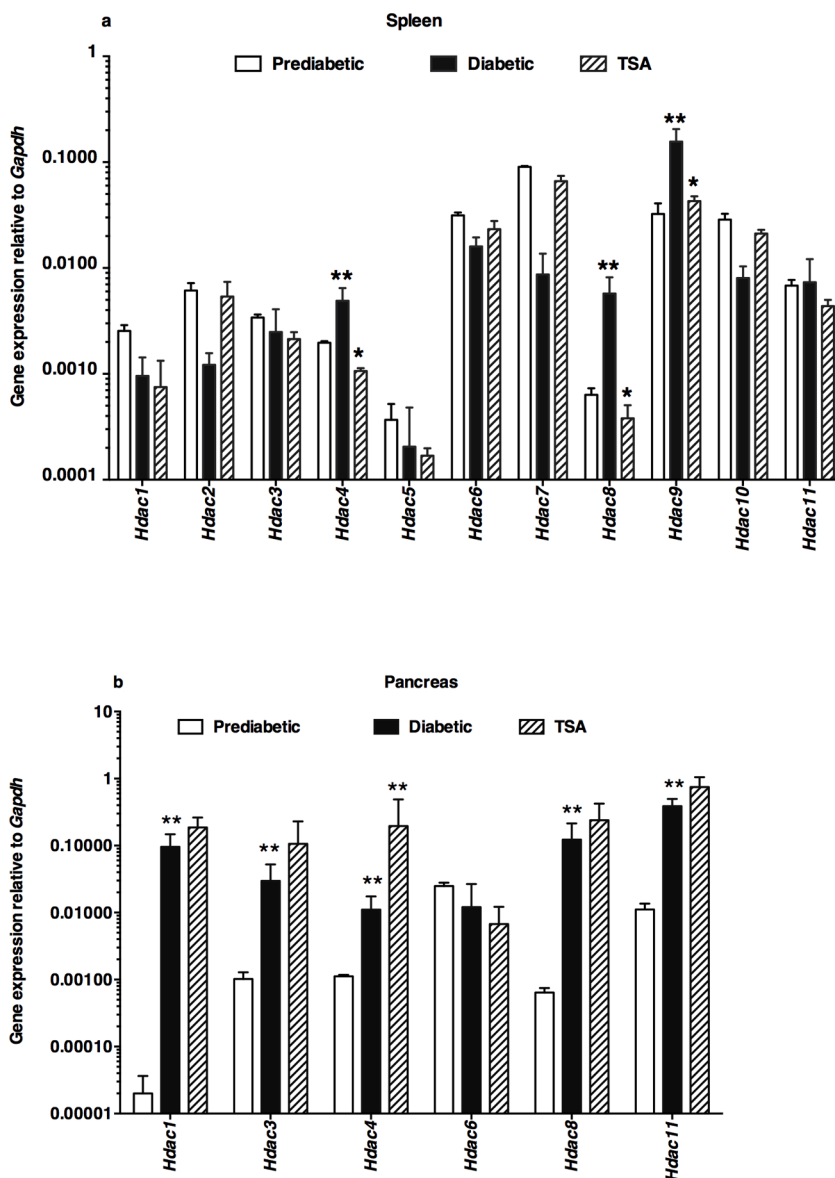 a Spleen
Prediabetic Diabetic TSA
Gene expression relative to Gapdh
1
0.1000
0.0100
0.0010
0.0001
** * ** * ** *
Hdac1 Hdac2 Hdac3 Hdac4 Hdac5 Hdac6 Hdac7 Hdac8 Hdac9 Hdac10 Hdac11
b Pancreas
Prediabetic Diabetic TSA
Gene expression relative to Gapdh
10
1
0.10000
0.01000
0.00100
0.00010
0.00001
** ** ** ** ** **
Hdac1 Hdac3 Hdac4 Hdac6 Hdac8 Hdac11